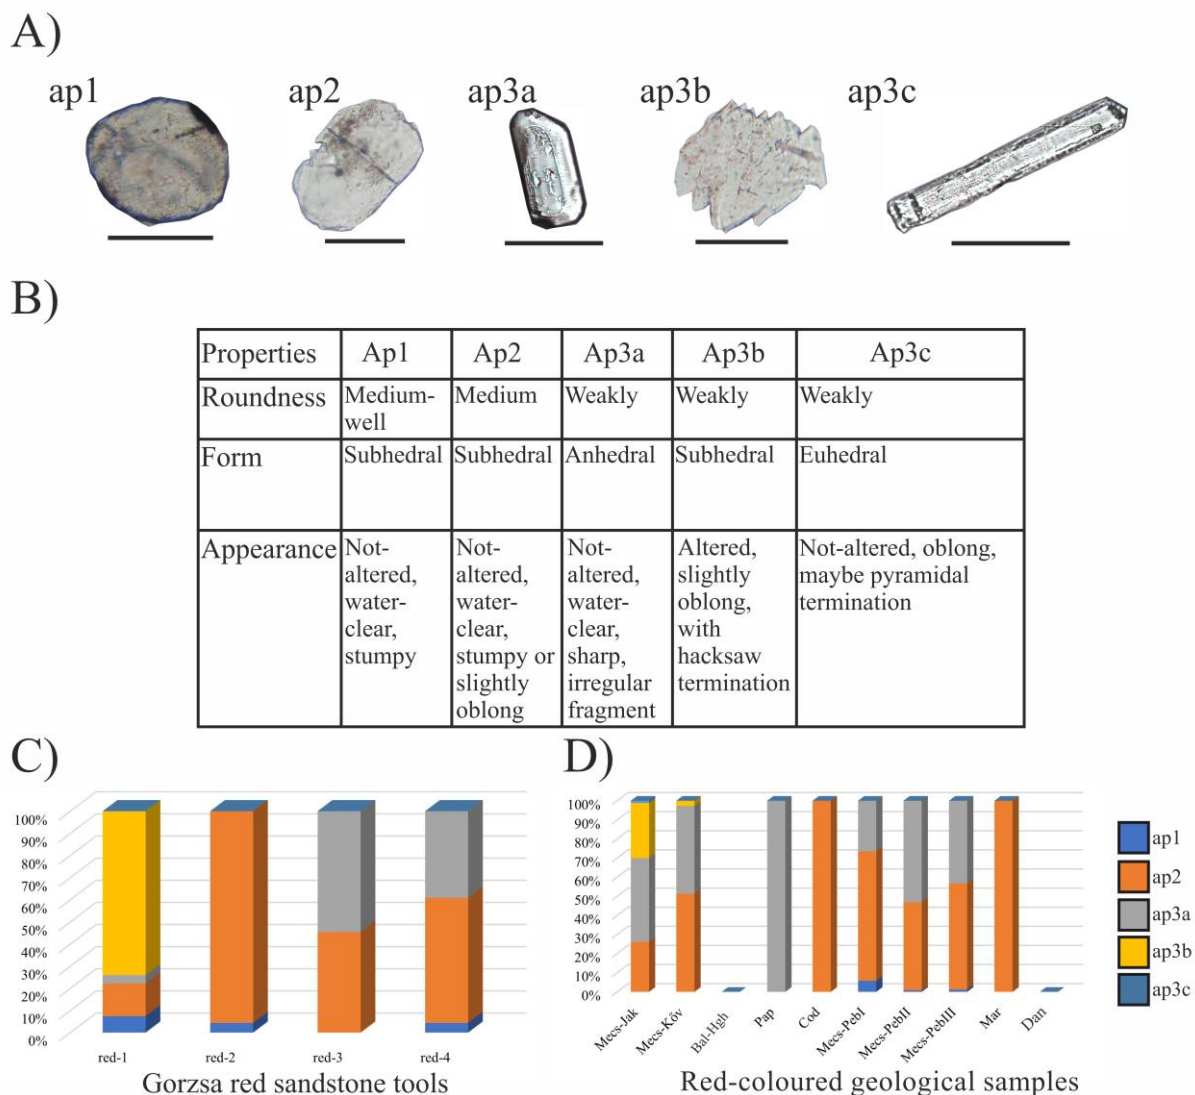 A)
ap1 ap2 ap3a ap3b ap3c
B)
Properties Ap1 Ap2 Ap3a Ap3b Ap3c
Roundness Medium- Medium Weakly Weakly Weakly
well
Form Subhedral Subhedral Anhedral Subhedral Euhedral
Appearance Not- Not- Not- Altered, Not-altered, oblong,
altered, altered, altered, slightly maybe pyramidal
water- water- water- oblong, termination
clear, clear, clear, with
stumpy stumpy or sharp, hacksaw
slightly irregular termination
oblong fragment
C)
100%
90%
80%
70%
60%
50%
40%
30%
20%
10%
0%
red-1 red-2 red-3 red-4
Gorzsa red sandstone tools
D)
100%
90%
80%
70%
60%
50%
40%
30%
20%
10%
0%
Mecs-Jak Mecs-Köv Bal-Hgh Pap Cod Mecs-PebI Mecs-PebII Mecs-PebIII Mar Dan
Red-coloured geological samples
ap1
ap2
ap3a
ap3b
ap3c